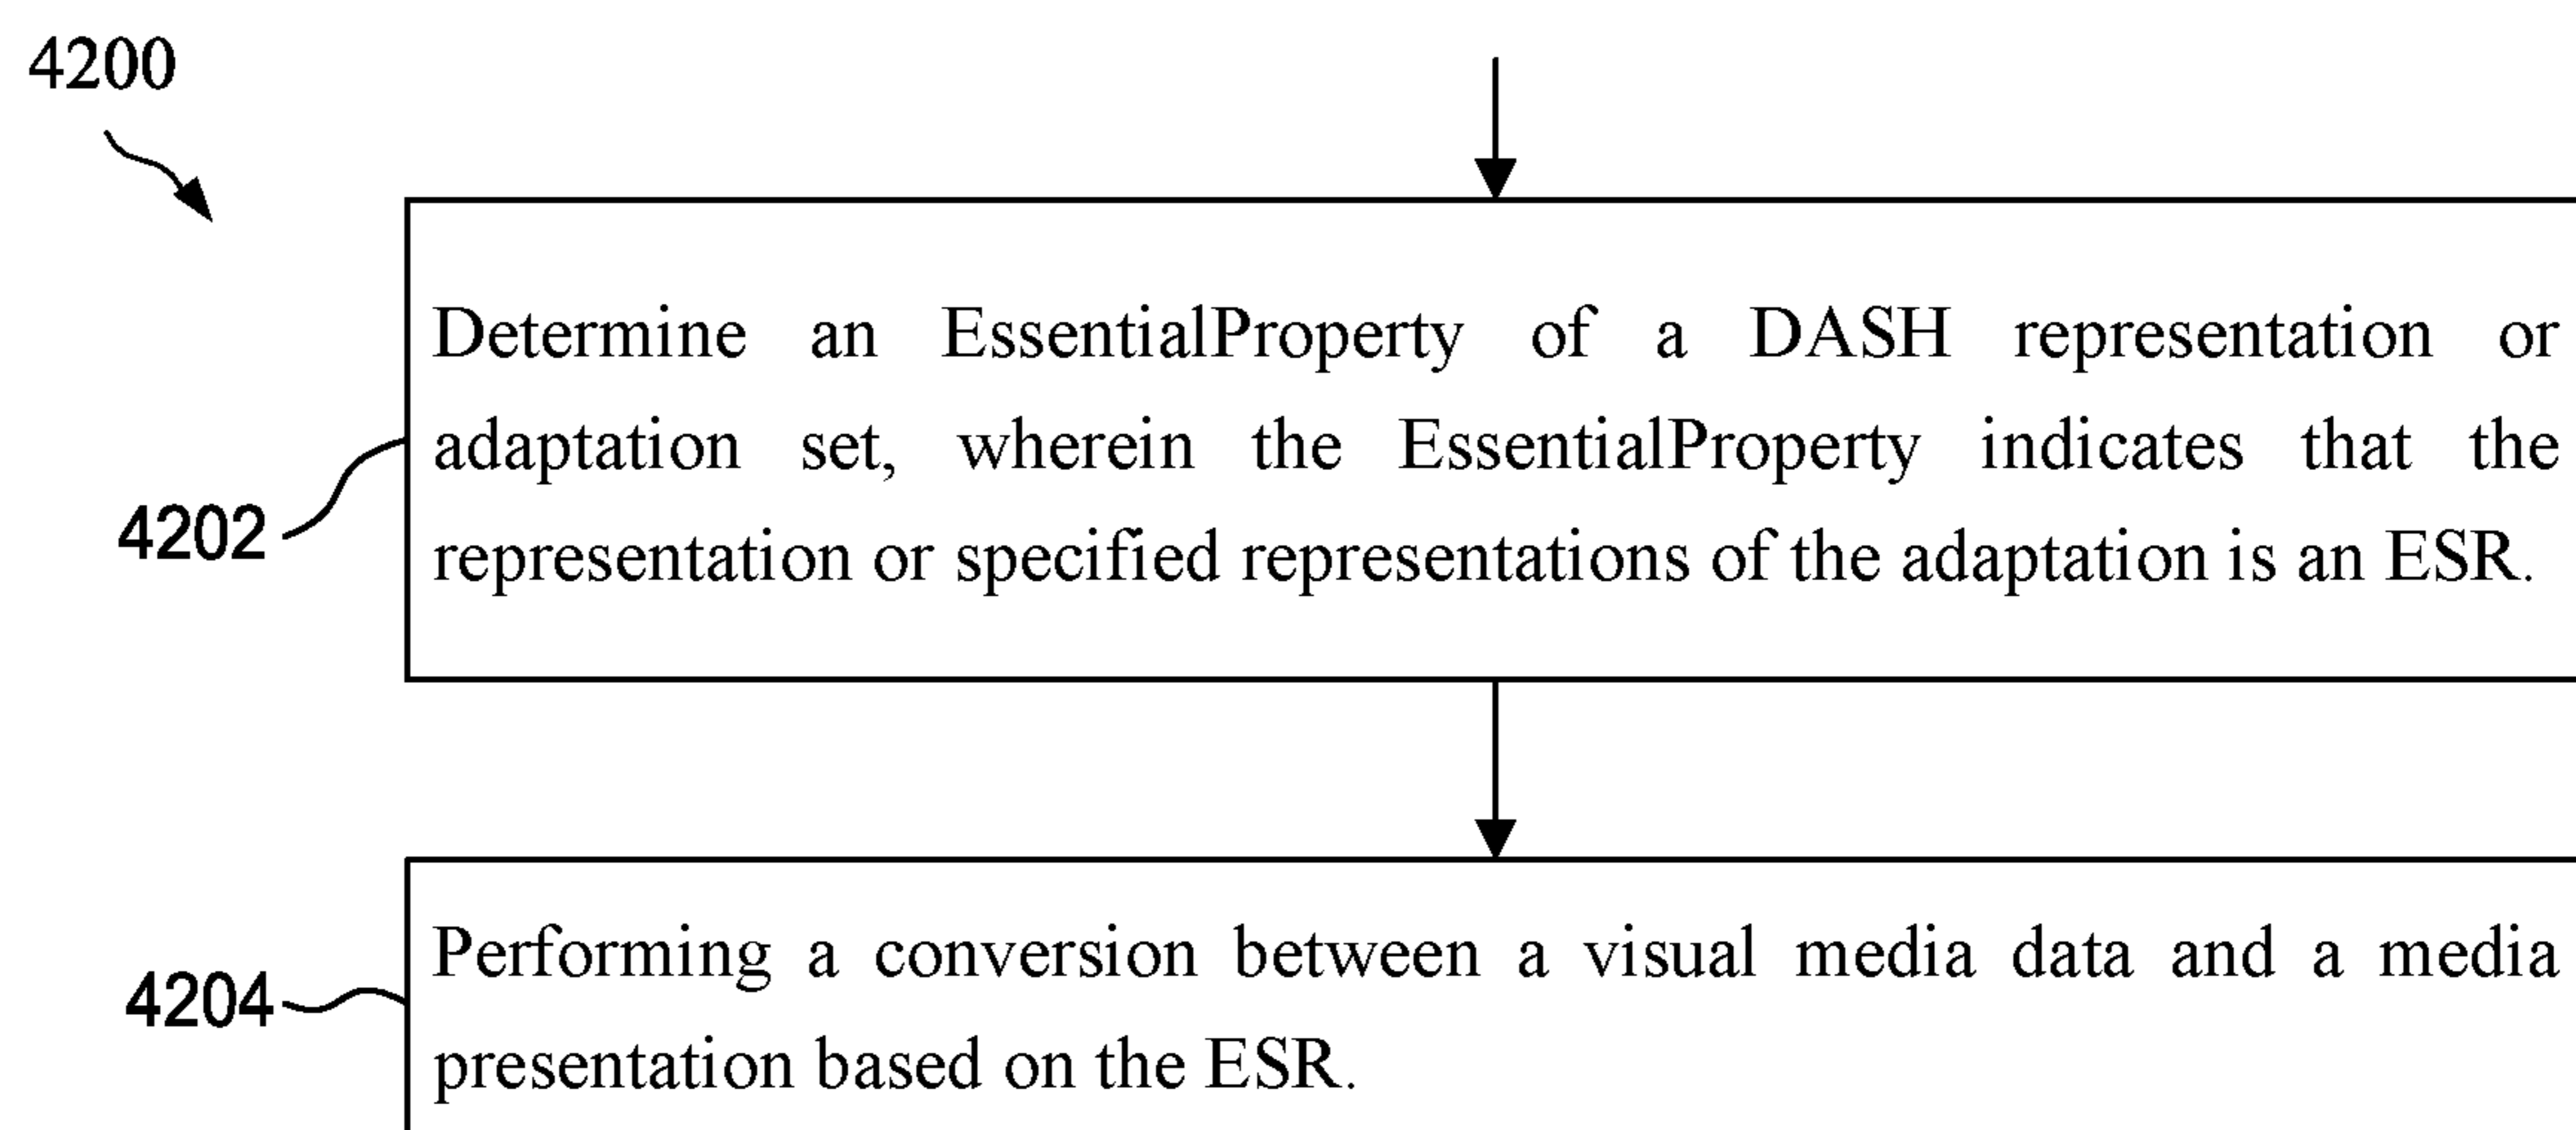 4200
Determine an EssentialProperty of a DASH representation or
adaptation set, wherein the EssentialProperty indicates that the
representation or specified representations of the adaptation is an ESR.
4202
Performing a conversion between a visual media data and a media
presentation based on the ESR.
4204